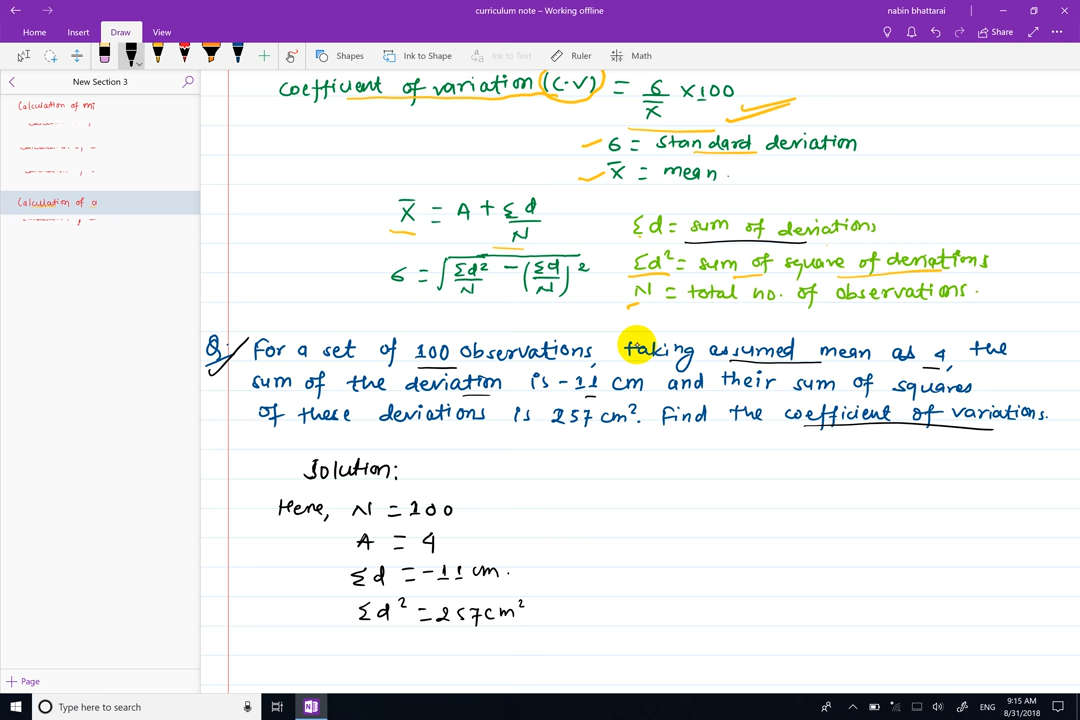 curriculum note – Working offline
nabin bhattarai
Home Insert Draw View
Share
Shapes Ink to Shape Ink to Text Ruler Math
New Section 3
Calculation of mi
Calculation of a
Page
Coefficient of variation (C.V) = σ/X̅ ×100
σ = standard deviation
X̅ = mean.
X̅ = A + Σd/N
Σd = sum of deviations
σ = √(Σd²/N - (Σd/N)²)
Σd² = sum of square of deviations
N = total no. of observations.
Q. For a set of 100 observations, taking assumed mean as 4, the
sum of the deviation is -11 cm and their sum of squares
of these deviations is 257 cm². Find the coefficient of variations.
Solution:
Here, N = 100
A = 4
Σd = -11 cm.
Σd² = 257 cm²
Type here to search
ENG
9:15 AM
8/31/2018